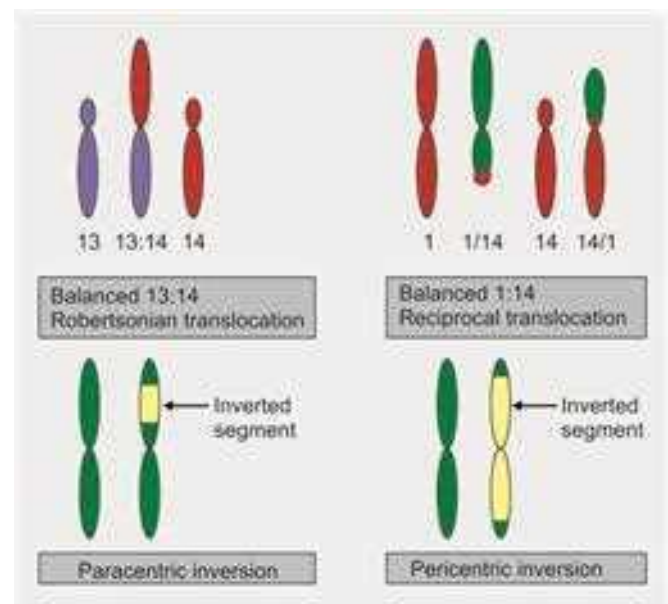 13 13:14 14
1 1/14 14 14/1
Balanced 13:14
Robertsonian translocation
Balanced 1:14
Reciprocal translocation
Inverted
segment
Inverted
segment
Paracentric inversion
Pericentric inversion